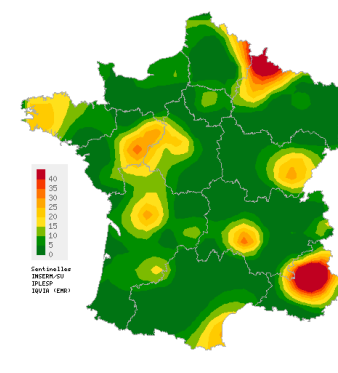 40
35
30
25
20
15
10
5
0
Sentinelles
INSERM/SU
IPLESP
IQVIA (EMR)